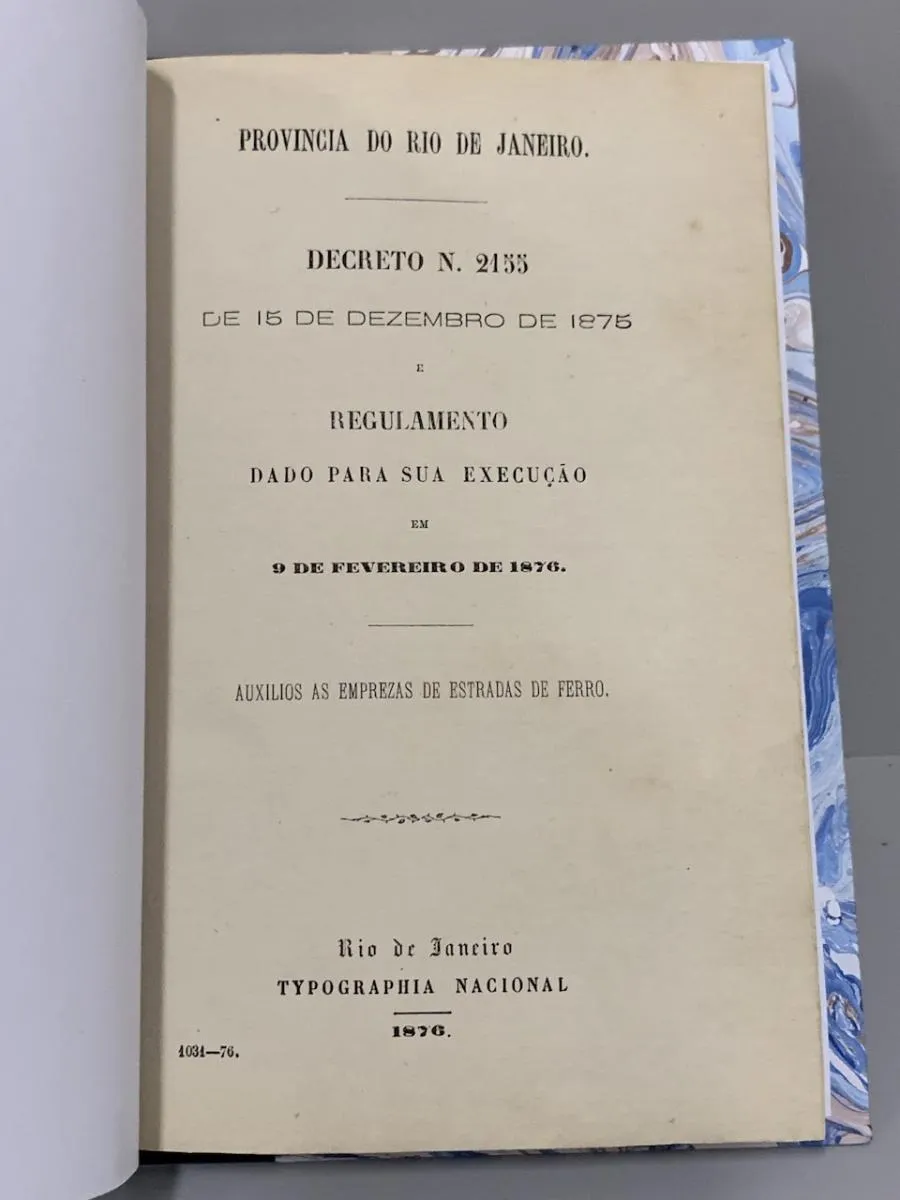 PROVINCIA DO RIO DE JANEIRO.
DECRETO N. 2155
DE 15 DE DEZEMBRO DE 1875
E
REGULAMENTO
DADO PARA SUA EXECUÇÃO
EM
9 DE FEVEREIRO DE 1876.
AUXILIOS AS EMPREZAS DE ESTRADAS DE FERRO.
Rio de Janeiro
TYPOGRAPHIA NACIONAL
1876.
1031—76.